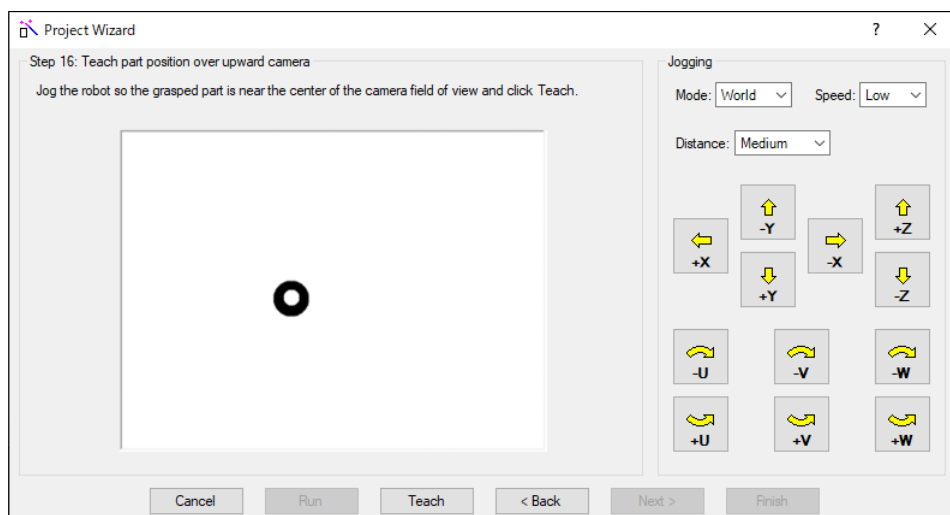 Project Wizard
?
Step 16: Teach part position over upward camera
Jog the robot so the grasped part is near the center of the camera field of view and click Teach.
Jogging
Mode: World
Speed: Low
Distance: Medium
-Y
+Z
+X
-X
+Y
-Z
-U
-V
-W
+U
+V
+W
Cancel
Run
Teach
< Back
Next >
Finish